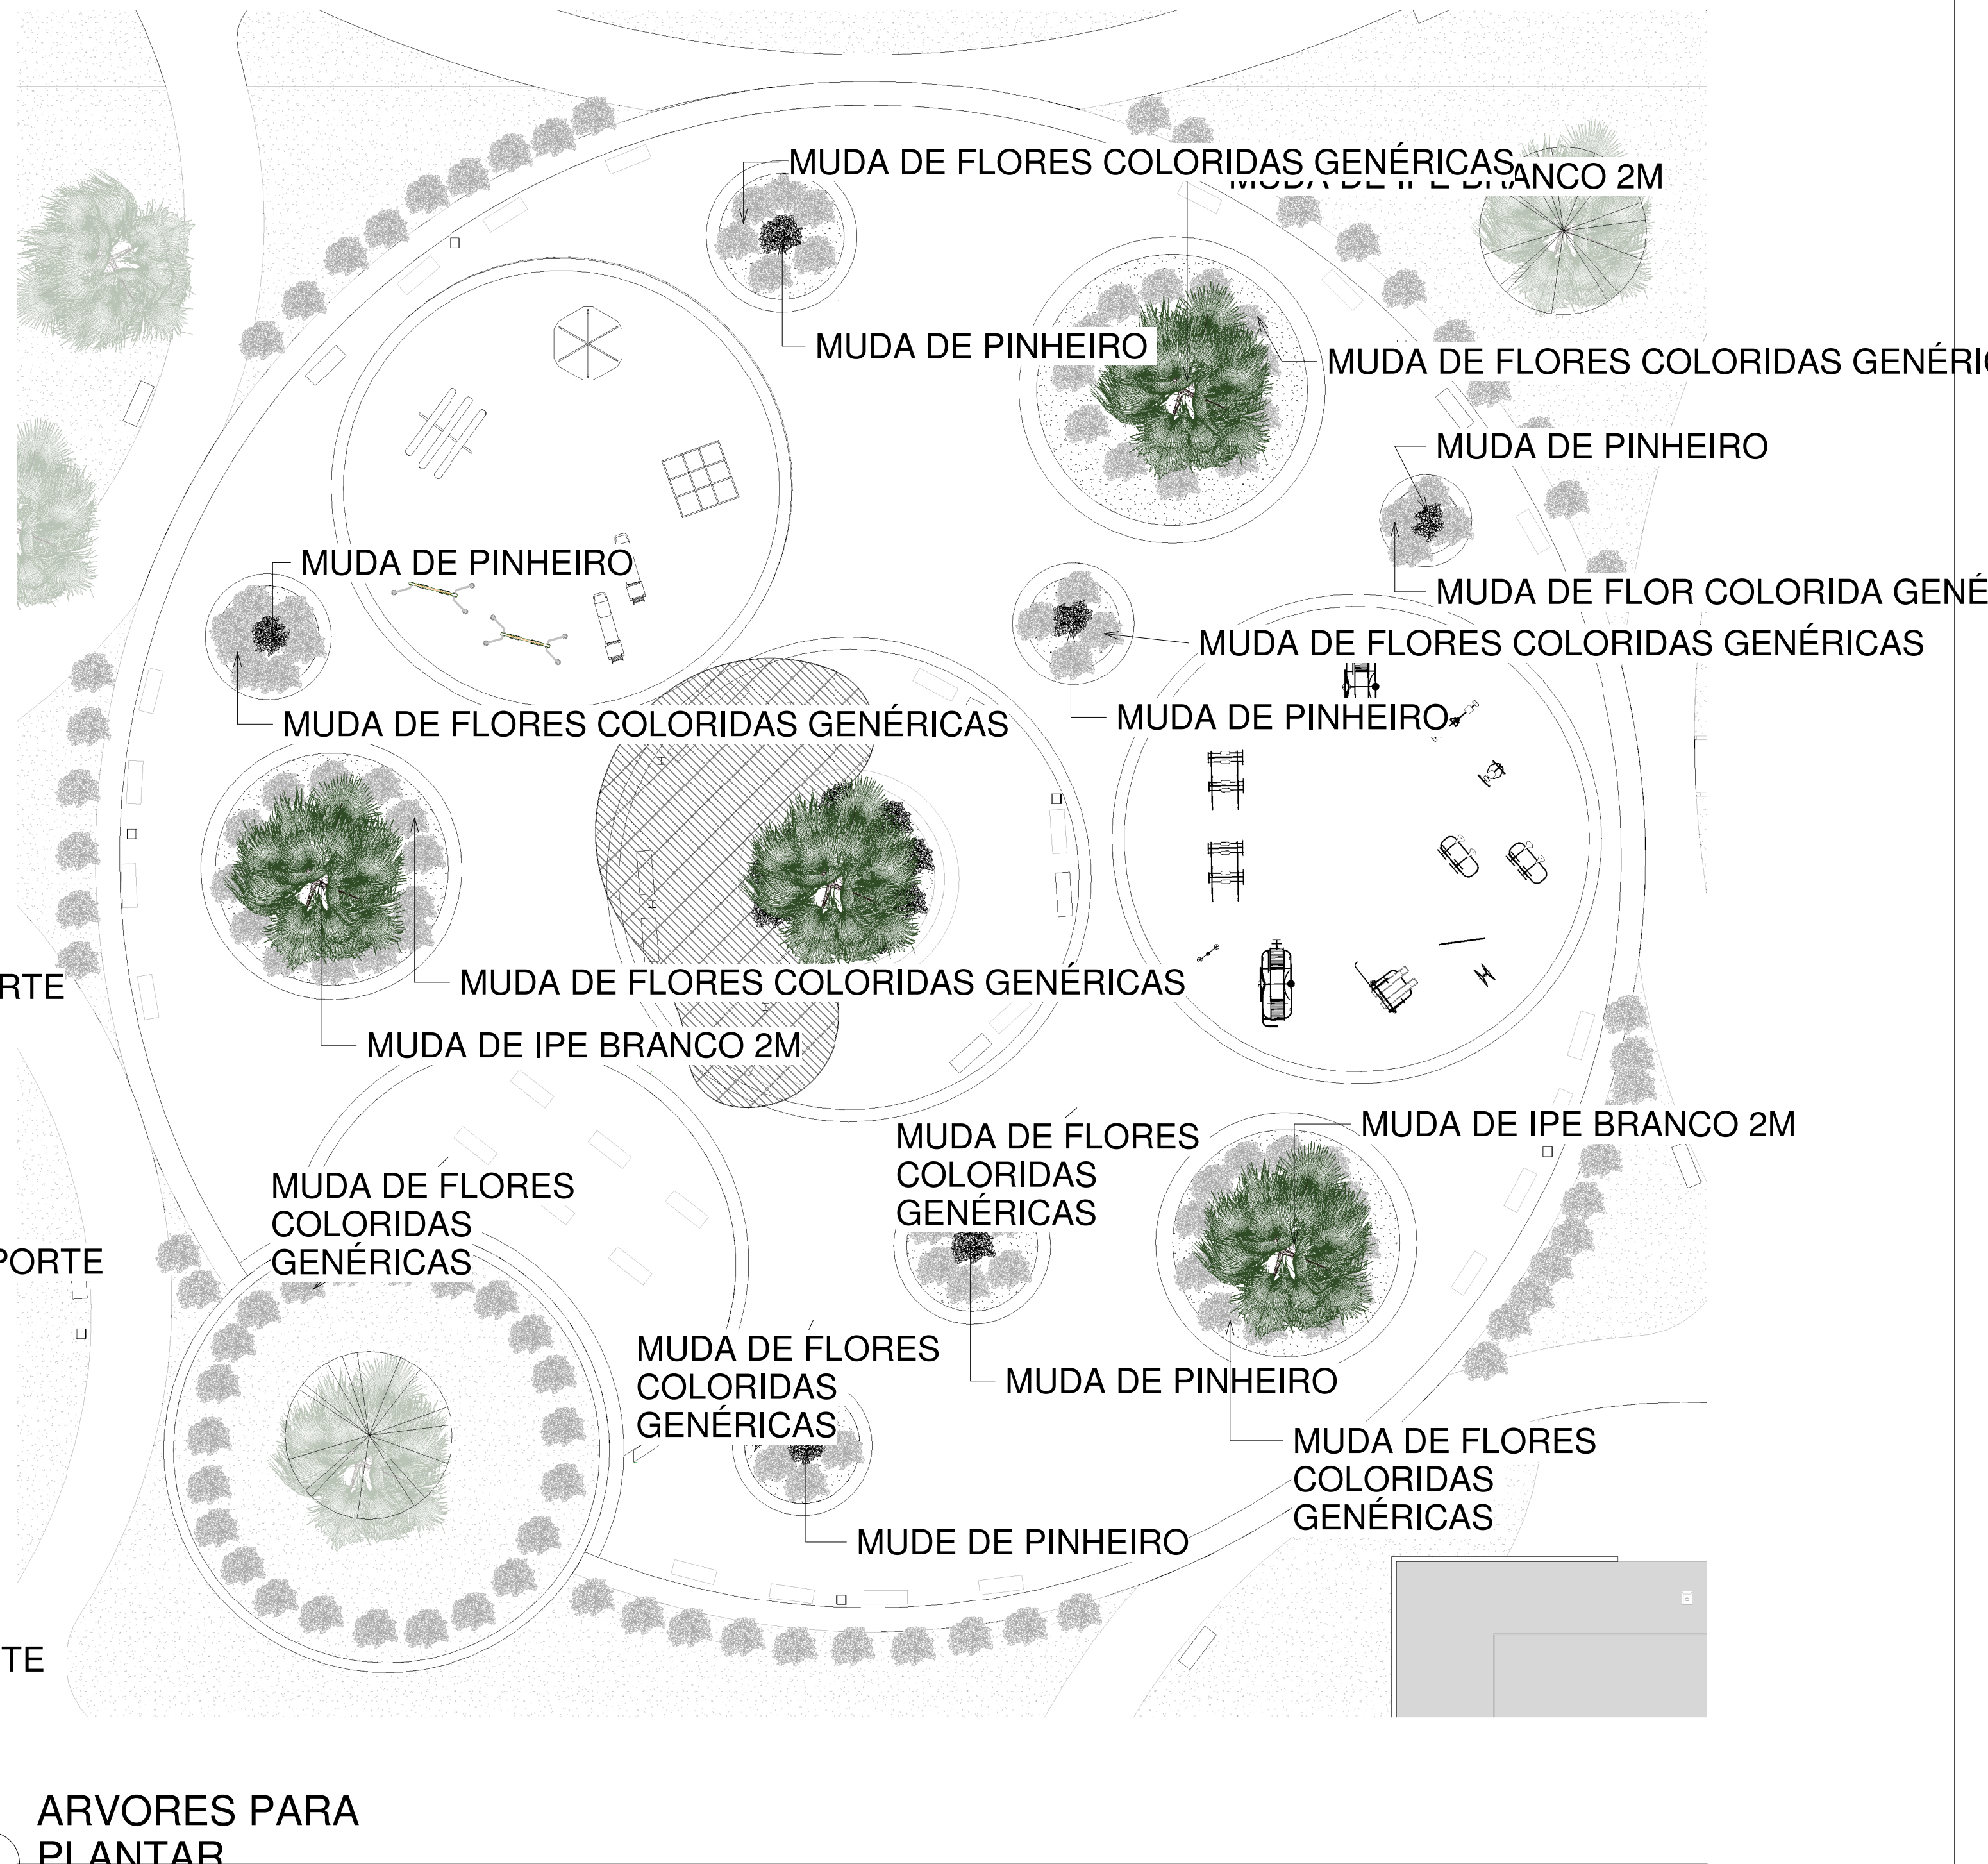 MUDA DE FLORES COLORIDAS GENÉRICAS
MUDA DE IPE BRANCO 2M
MUDA DE PINHEIRO
MUDA DE FLORES COLORIDAS GENÉRI
MUDA DE PINHEIRO
MUDA DE PINHEIRO
MUDA DE FLOR COLORIDA GENÉ
MUDA DE FLORES COLORIDAS GENÉRICAS
MUDA DE PINHEIRO
MUDA DE FLORES COLORIDAS GENÉRICAS
MUDA DE FLORES COLORIDAS GENÉRICAS
RTE
MUDA DE IPE BRANCO 2M
MUDA DE IPE BRANCO 2M
MUDA DE FLORES
COLORIDAS
GENÉRICAS
MUDA DE FLORES
COLORIDAS
GENÉRICAS
PORTE
MUDA DE FLORES
COLORIDAS
GENÉRICAS
MUDA DE PINHEIRO
MUDA DE FLORES
COLORIDAS
GENÉRICAS
MUDE DE PINHEIRO
TE
ARVORES PARA
PLANTAR